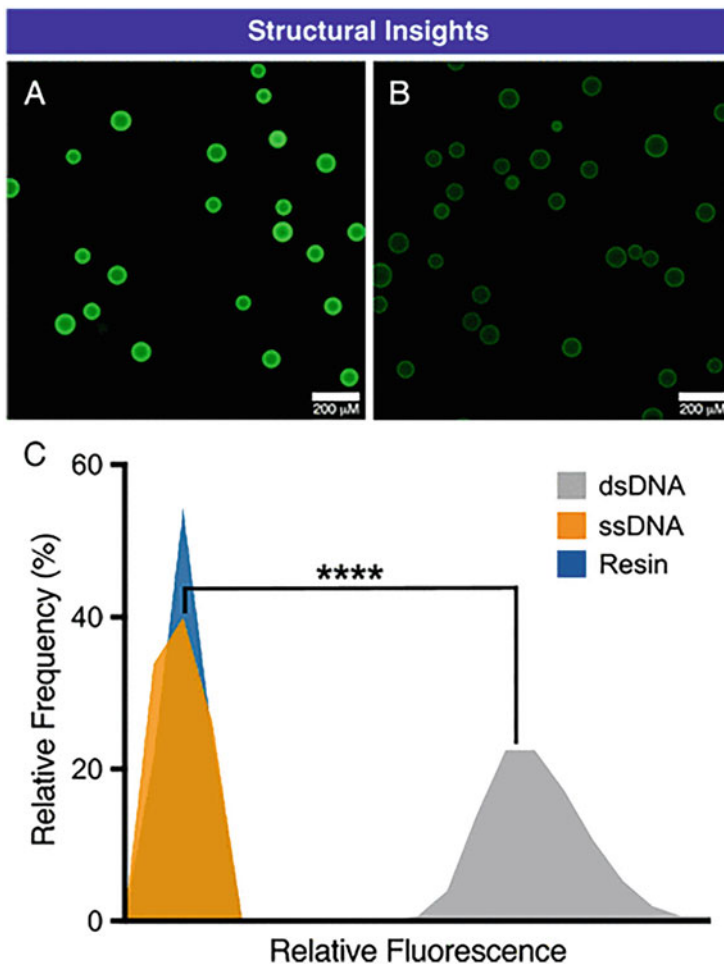 Structural Insights
A
B
200 µM
200 µM
C
60
40
20
0
Relative Frequency (%)
****
dsDNA
ssDNA
Resin
Relative Fluorescence